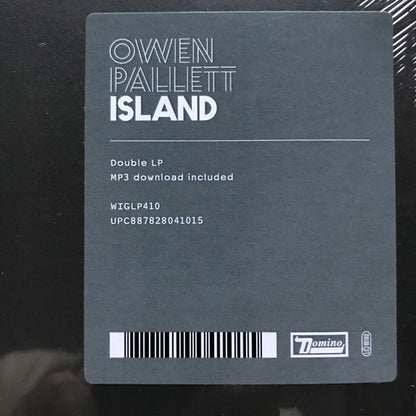 OWEN
PALLETT
ISLAND
Double LP
MP3 download included
WIGLP410
UPC887828041015
Domino